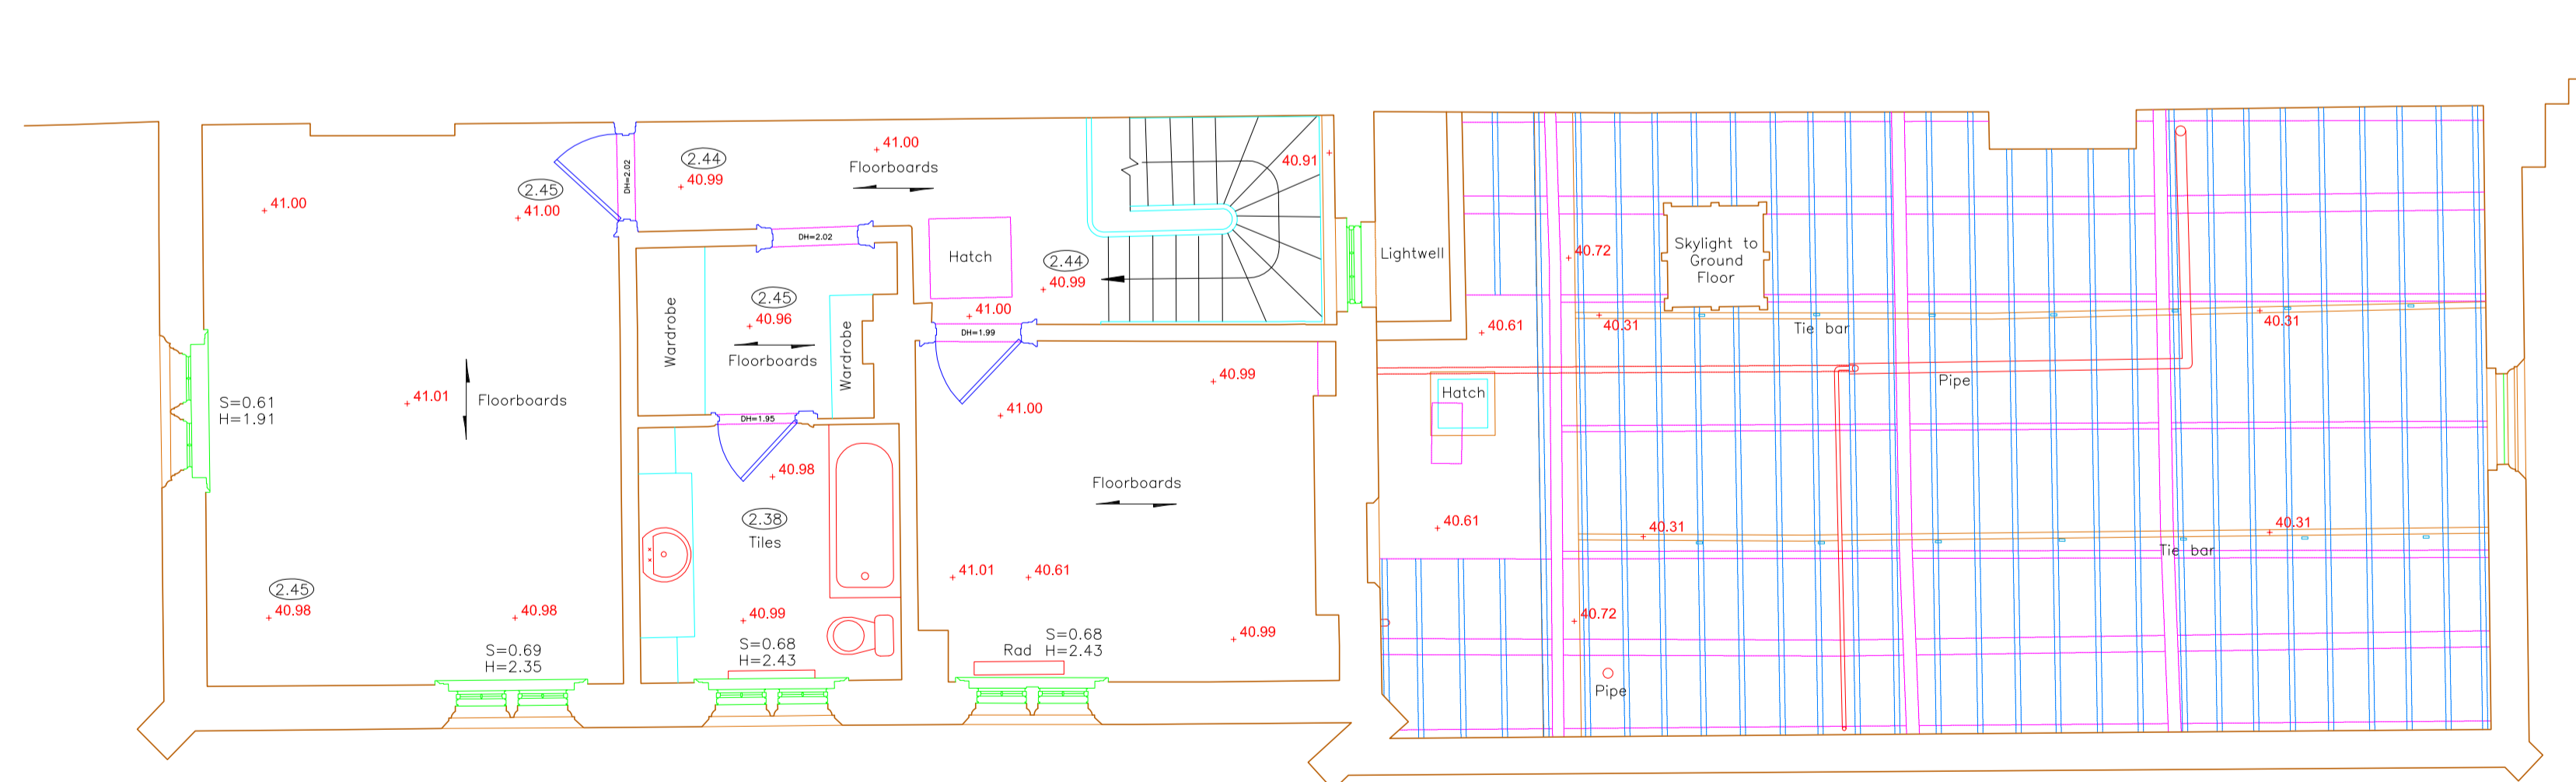 41.00
2.45
41.00
DH=2.02
2.44
40.99
41.00
Floorboards
DH=2.02
Hatch
2.44
40.99
41.00
DH=1.99
40.91
Lightwell
S=0.61
H=1.91
41.01
Floorboards
2.45
40.98
40.98
S=0.69
H=2.35
Wardrobe
2.45
40.96
Floorboards
Wardrobe
DH=1.95
40.98
2.38
Tiles
40.99
S=0.68
H=2.43
40.99
41.00
Floorboards
41.01
40.61
Rad
S=0.68
H=2.43
40.99
40.72
Skylight to
Ground
Floor
40.61
40.31
Tie bar
40.31
Hatch
Pipe
40.61
40.31
40.31
Tie bar
40.72
Pipe